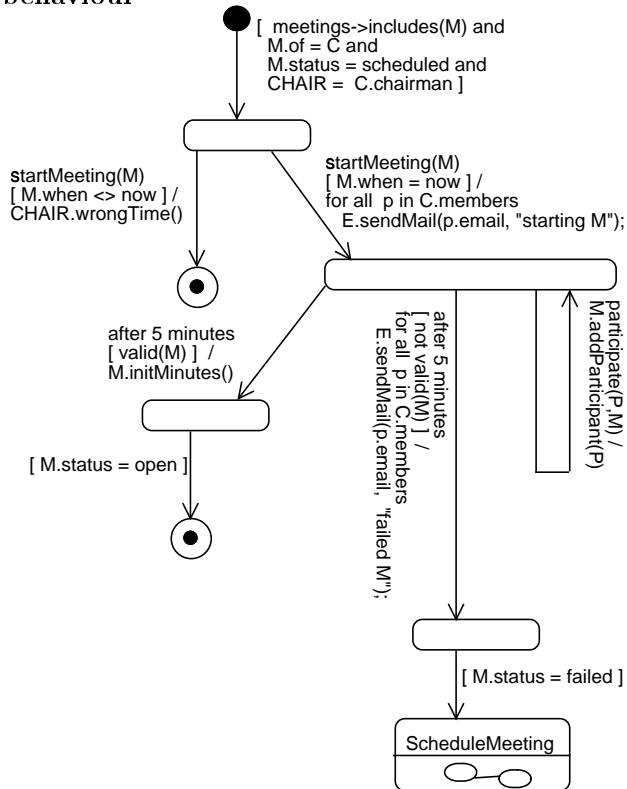 behaviour
[ meetings->includes(M) and
M.of = C and
M.status = scheduled and
CHAIR = C.chairman ]
startMeeting(M)
[ M.when <> now ] /
CHAIR.wrongTime()
startMeeting(M)
[ M.when = now ] /
for all p in C.members
E.sendMail(p.email, "starting M");
after 5 minutes
[ valid(M) ] /
M.initMinutes()
after 5 minutes
[ not valid(M) ] /
for all p in C.members
E.sendMail(p.email, "failed M");
participate(P,M) /
M.addParticipant(P)
[ M.status = open ]
[ M.status = failed ]
ScheduleMeeting